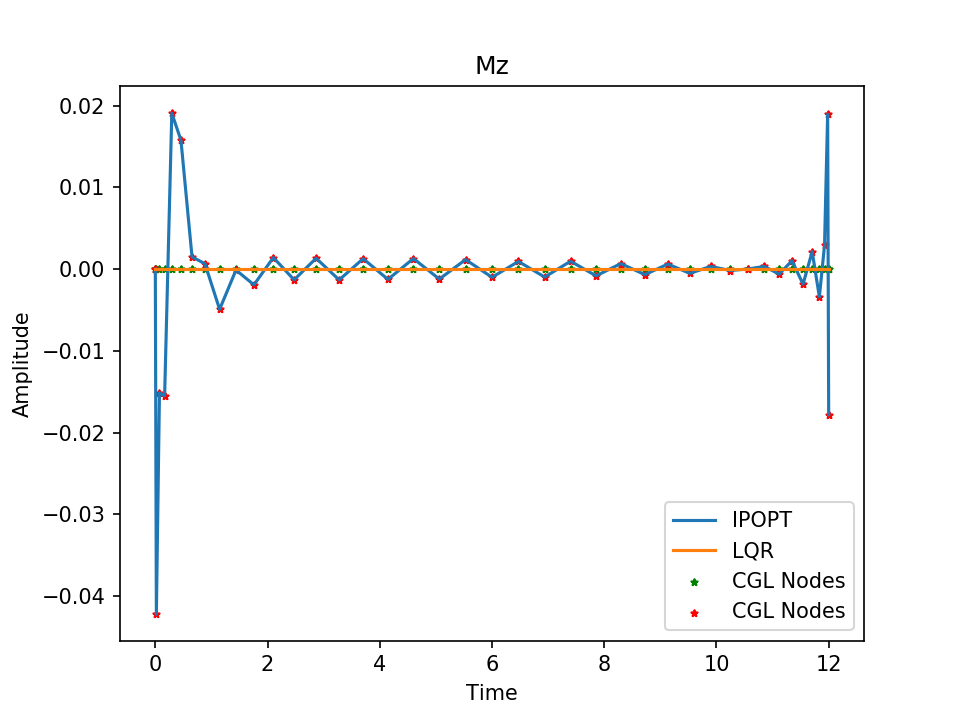 Mz
0.02
0.01
0.00
−0.01
−0.02
−0.03
−0.04
Amplitude
IPOPT
LQR
CGL Nodes
CGL Nodes
0 2 4 6 8 10 12
Time